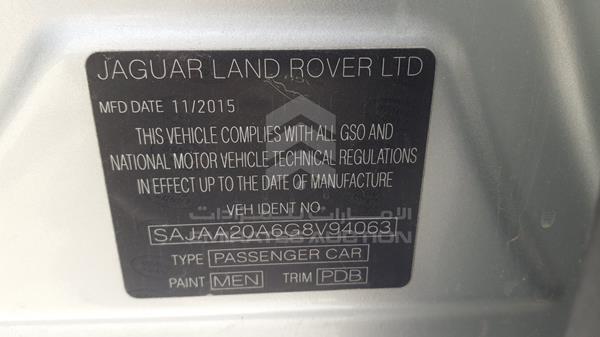 JAGUAR LAND ROVER LTD
MFD DATE 11/2015
THIS VEHICLE COMPLIES WITH ALL GSO AND
NATIONAL MOTOR VEHICLE TECHNICAL REGULATIONS
IN EFFECT UP TO THE DATE OF MANUFACTURE
VEH IDENT NO
الإمارات للمزادات
SAJAA20A6G8V94063
EMIRATES AUCTION
TYPE PASSENGER CAR
PAINT MEN TRIM PDB